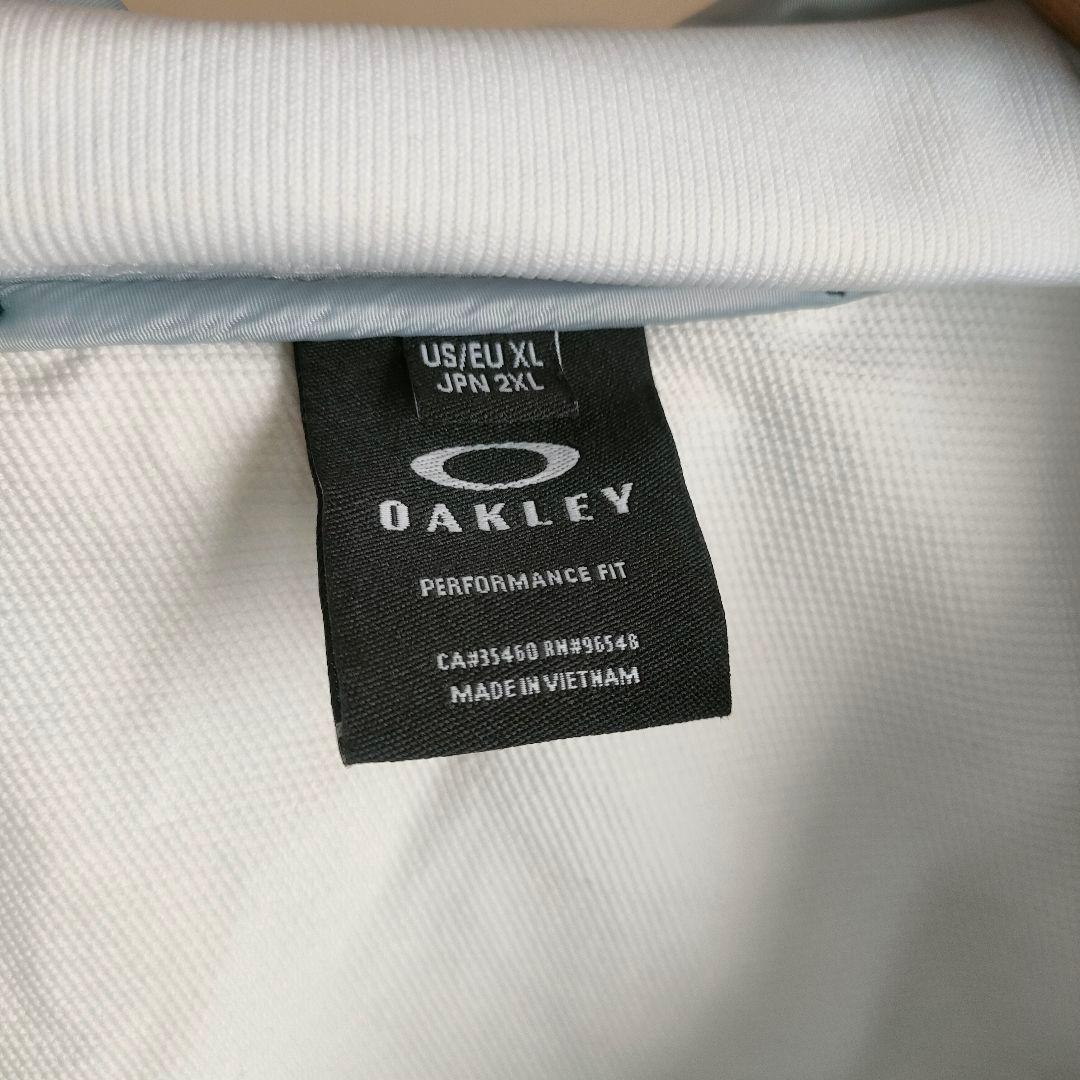 US/EU XL
JPN 2XL
OAKLEY
PERFORMANCE FIT
CA#35460 RN#96548
MADE IN VIETNAM